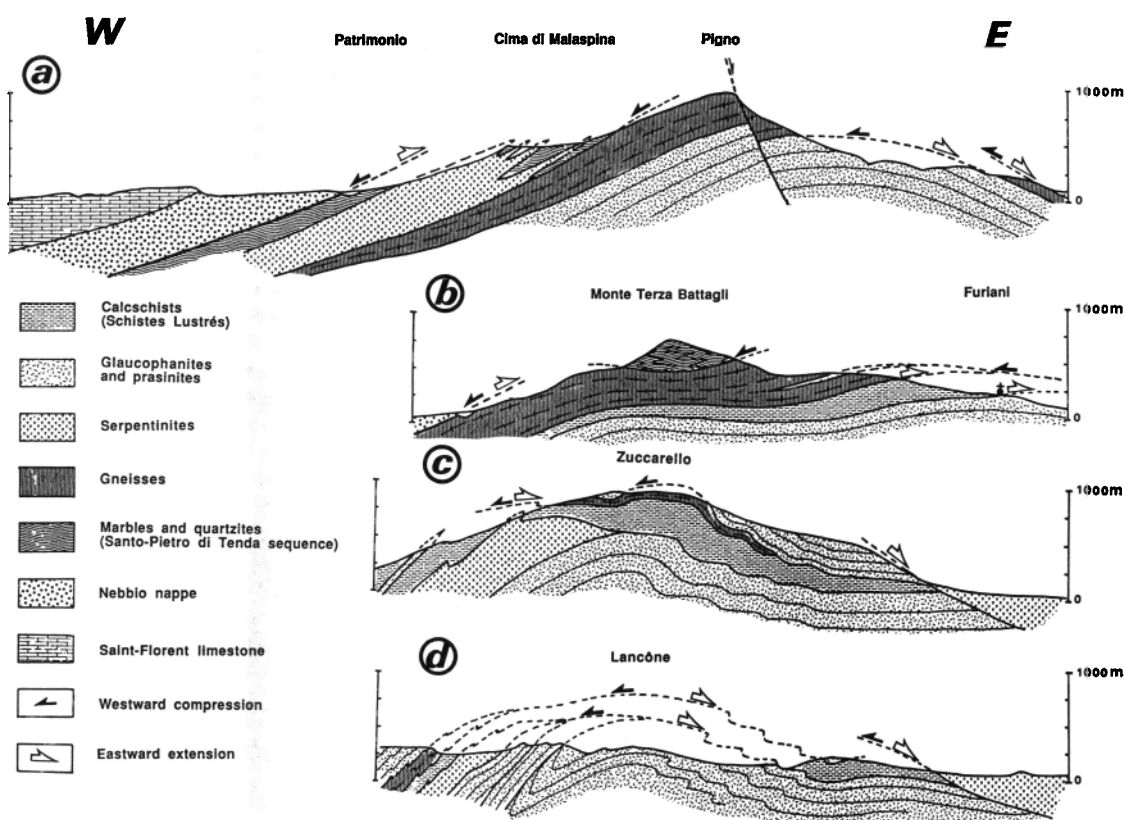 W E
Patrimonio Cima di Malaspina Pigno
a
1000m
0
b
Monte Terza Battagli Furiani
1000m
0
Calcschists
(Schistes Lustrés)
Glaucophanites
and prasinites
Serpentinites
Gneisses
Marbles and quartzites
(Santo-Pietro di Tenda sequence)
Nebbio nappe
Saint-Florent limestone
Westward compression
Eastward extension
c
Zuccarello
1000m
0
d
Lancône
1000m
0